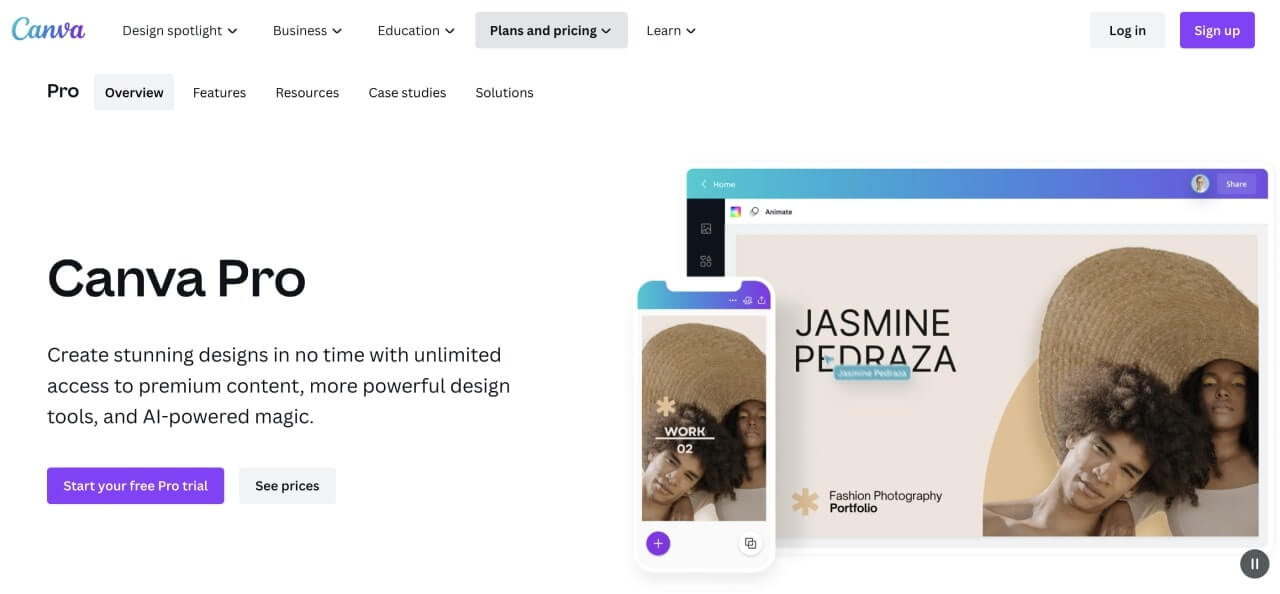 Canva
Design spotlight
Business
Education
Plans and pricing
Learn
Log in
Sign up
Pro
Overview
Features
Resources
Case studies
Solutions
Canva Pro
Create stunning designs in no time with unlimited
access to premium content, more powerful design
tools, and AI-powered magic.
Start your free Pro trial
See prices
Home
Share
Animate
JASMINE
PEDRAZA
Jasmine Pedraza
Fashion Photography
Portfolio
WORK
02